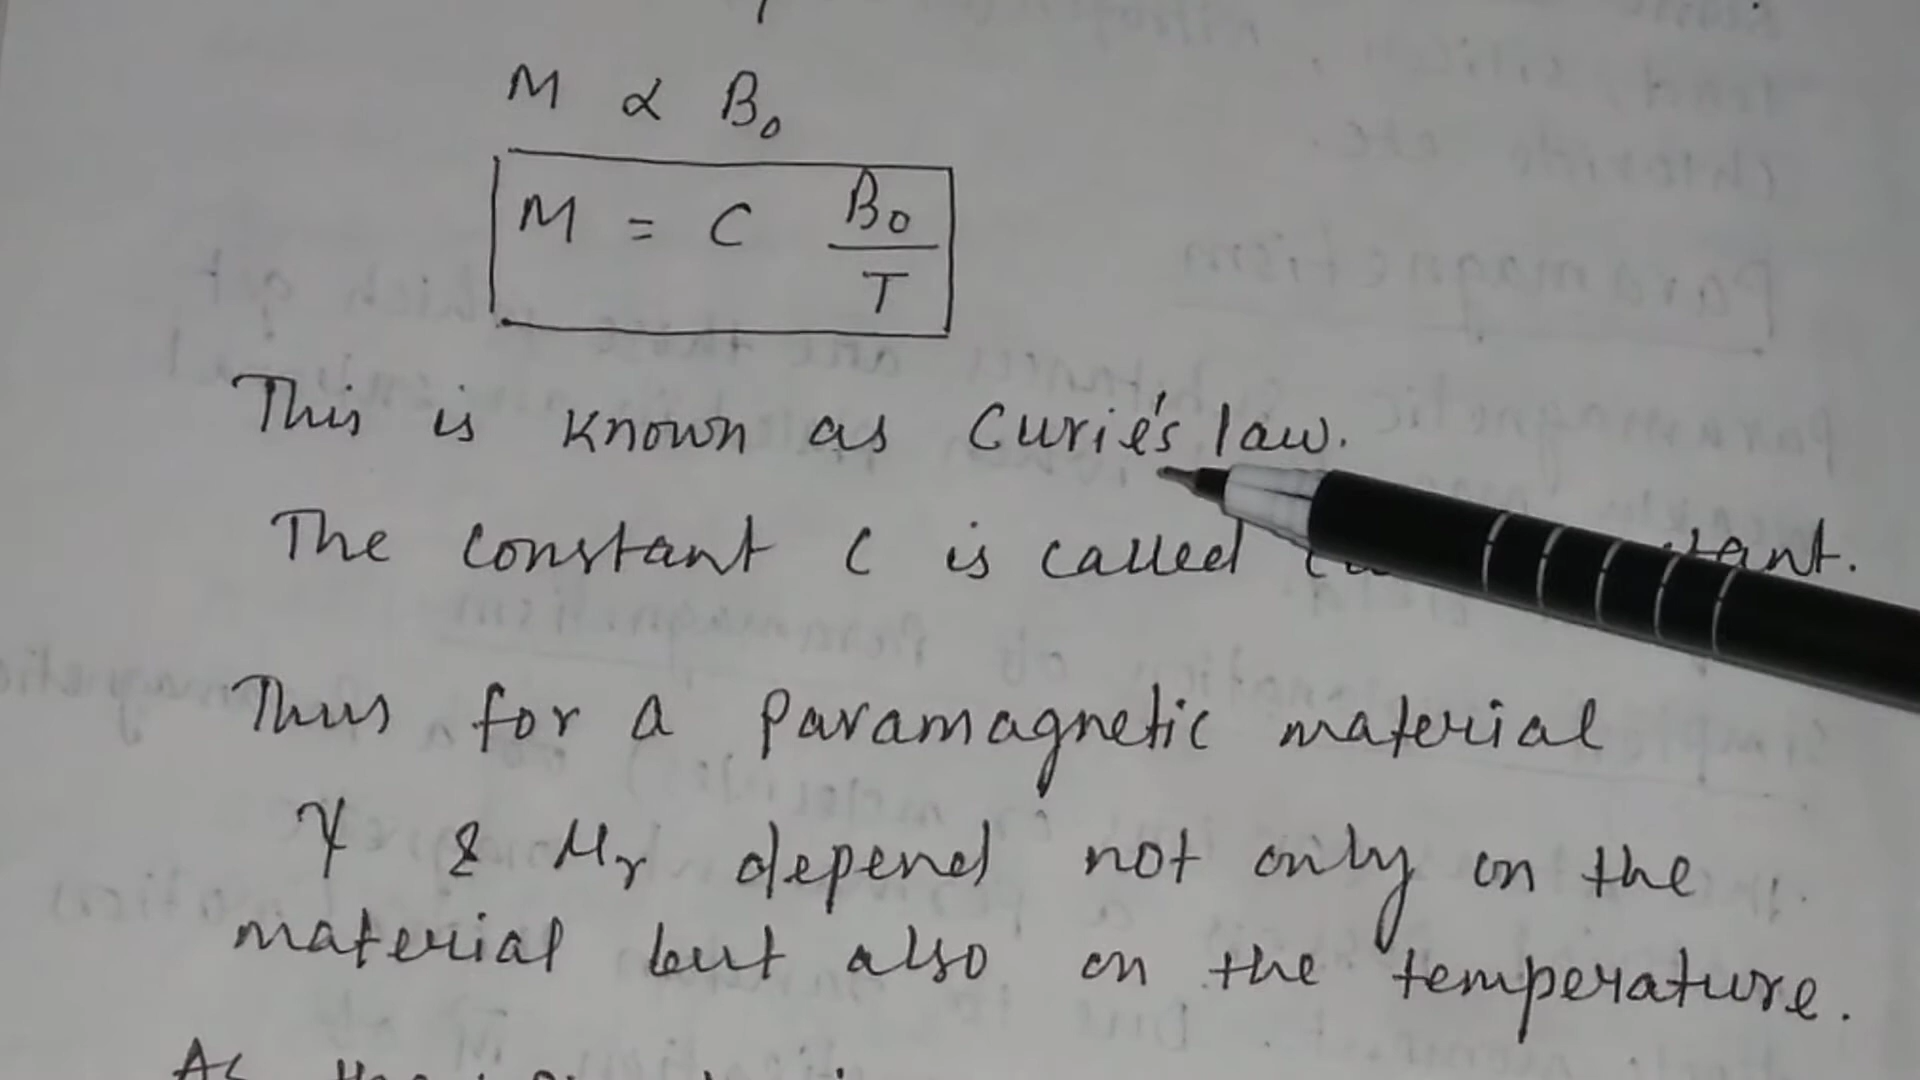 M ∝ B₀
M = C B₀/T
This is known as Curie's law.
The constant C is called
Thus for a paramagnetic material
χ & μr depend not only on the
material but also on the temperature.
As